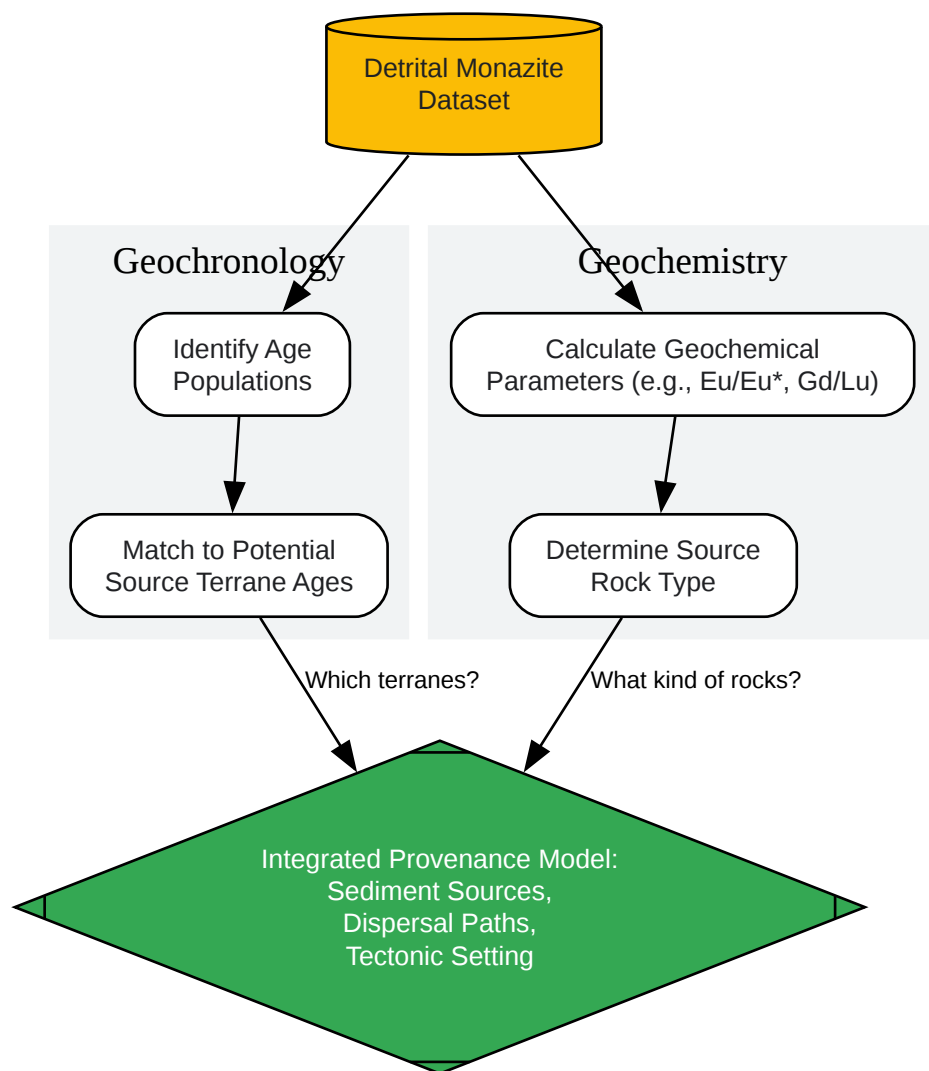 Detrital Monazite
Dataset
Geochronology
Geochemistry
Identify Age
Populations
Calculate Geochemical
Parameters (e.g., Eu/Eu*, Gd/Lu)
Match to Potential
Source Terrane Ages
Determine Source
Rock Type
Which terranes?
What kind of rocks?
Integrated Provenance Model:
Sediment Sources,
Dispersal Paths,
Tectonic Setting